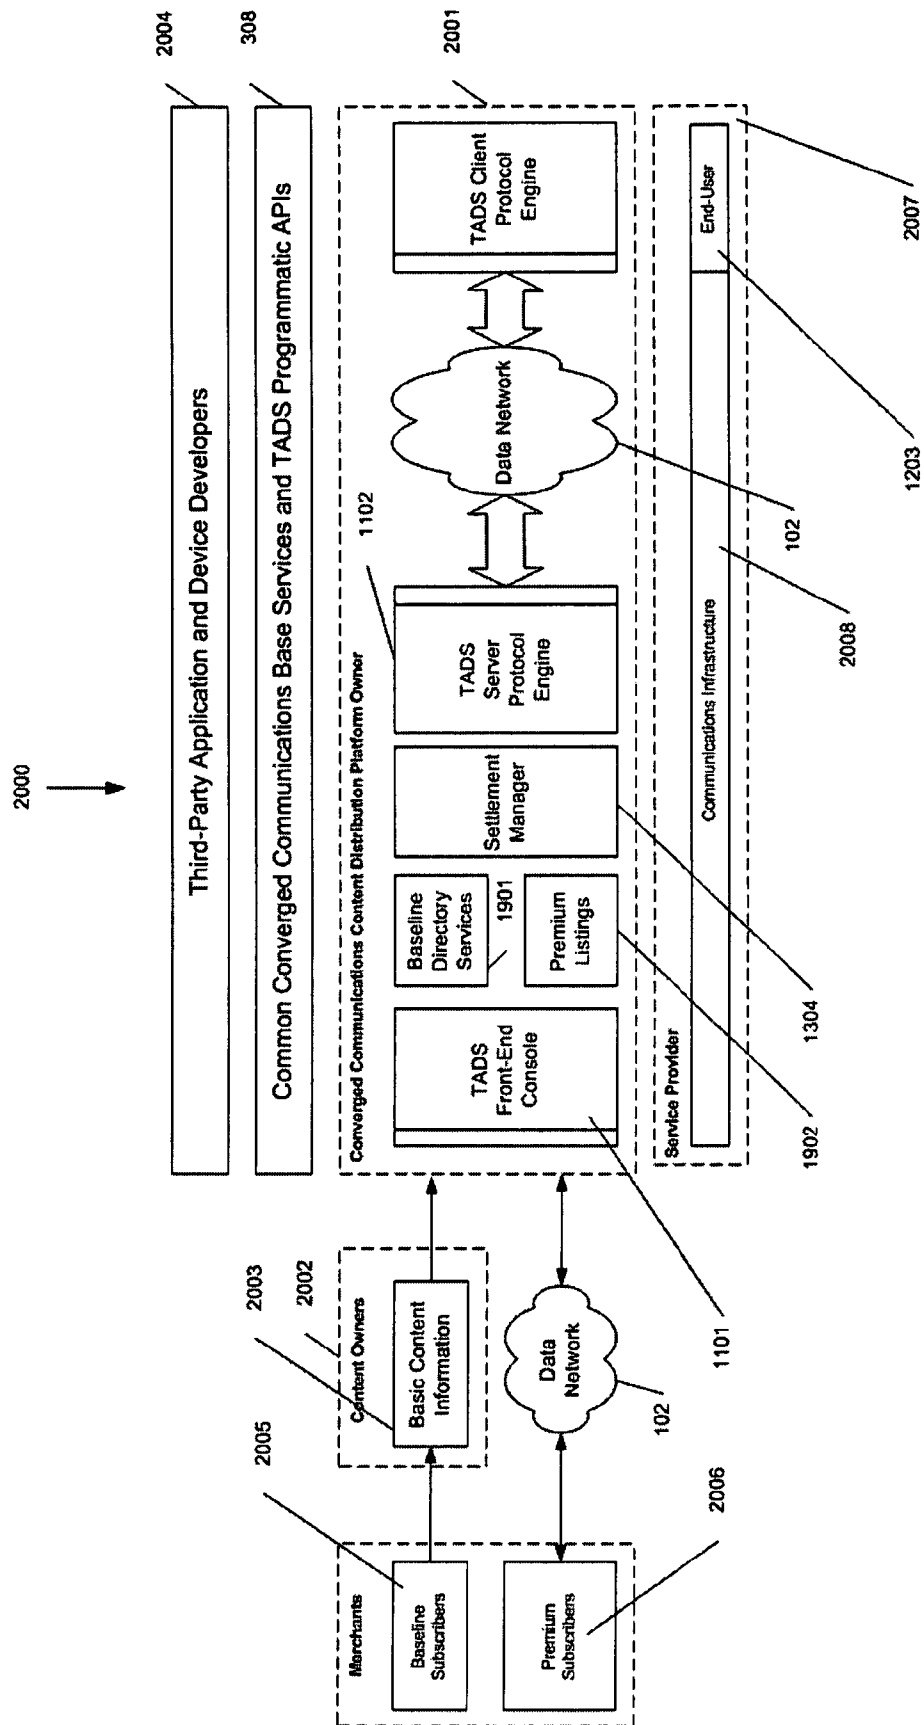 2000
Third-Party Application and Device Developers
2004
Common Converged Communications Base Services and TADS Programmatic APIs
308
Converged Communications Content Distribution Platform Owner
2001
1102
TADS
Front-End
Console
Baseline
Directory
Services
1901
Premium
Listings
Settlement
Manager
TADS
Server
Protocol
Engine
Data Network
TADS Client
Protocol
Engine
Merchants
Baseline
Subscribers
2005
Premium
Subscribers
2006
Content Owners
2003
2002
Basic Content
Information
Data
Network
102
1101
Service Provider
Communications Infrastructure
End-User
1902
1304
2008
102
1203
2007